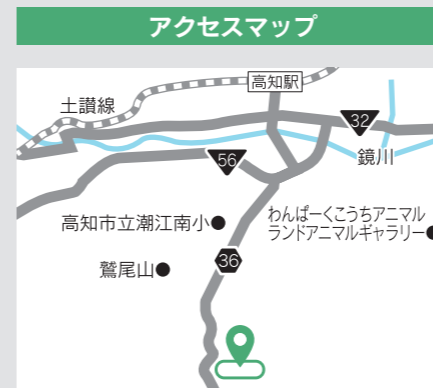 アクセスマップ
高知駅
土讃線
32
鏡川
56
高知市立潮江南小
わんぱーくこうちアニマル
ランドアニマルギャラリー
鷲尾山
36